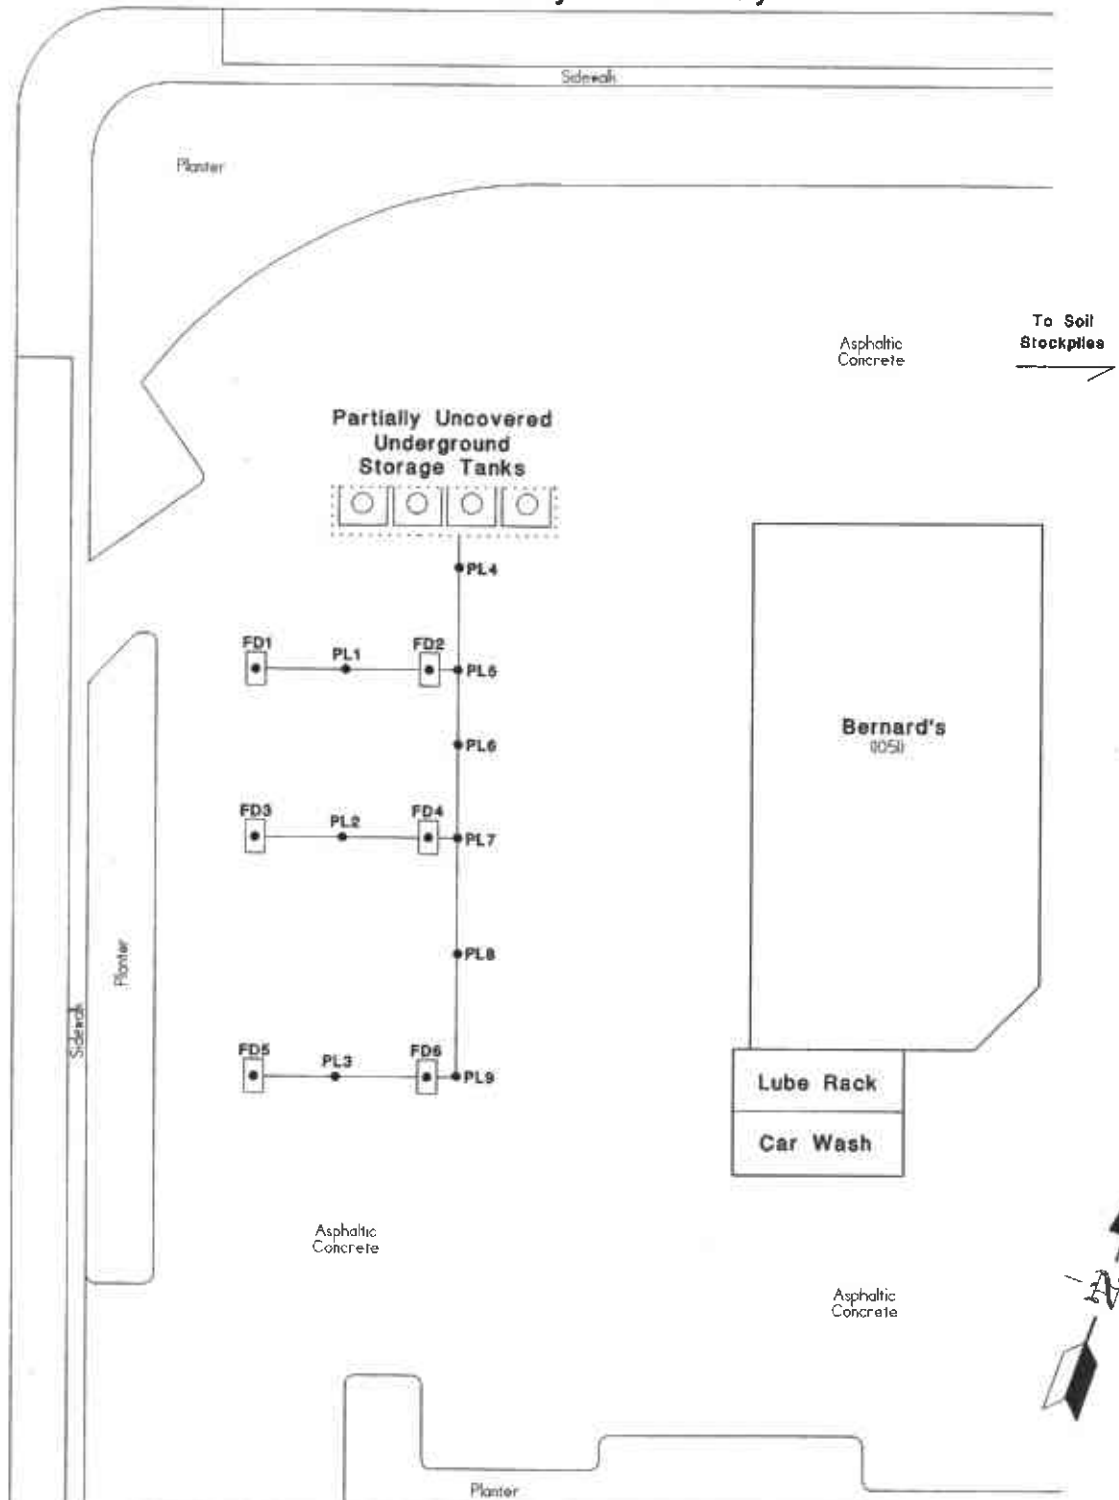 Sidewalk
Planter
To Soil
Stockpiles
Asphaltic
Concrete
Partially Uncovered
Underground
Storage Tanks
PL4
FD1
PL1
FD2
PL5
PL6
Bernard's
FD3
PL2
FD4
PL7
PL8
Planter
Sidewalk
FD5
PL3
FD6
PL9
Lube Rack
Car Wash
Asphaltic
Concrete
Asphaltic
Concrete
N
Planter